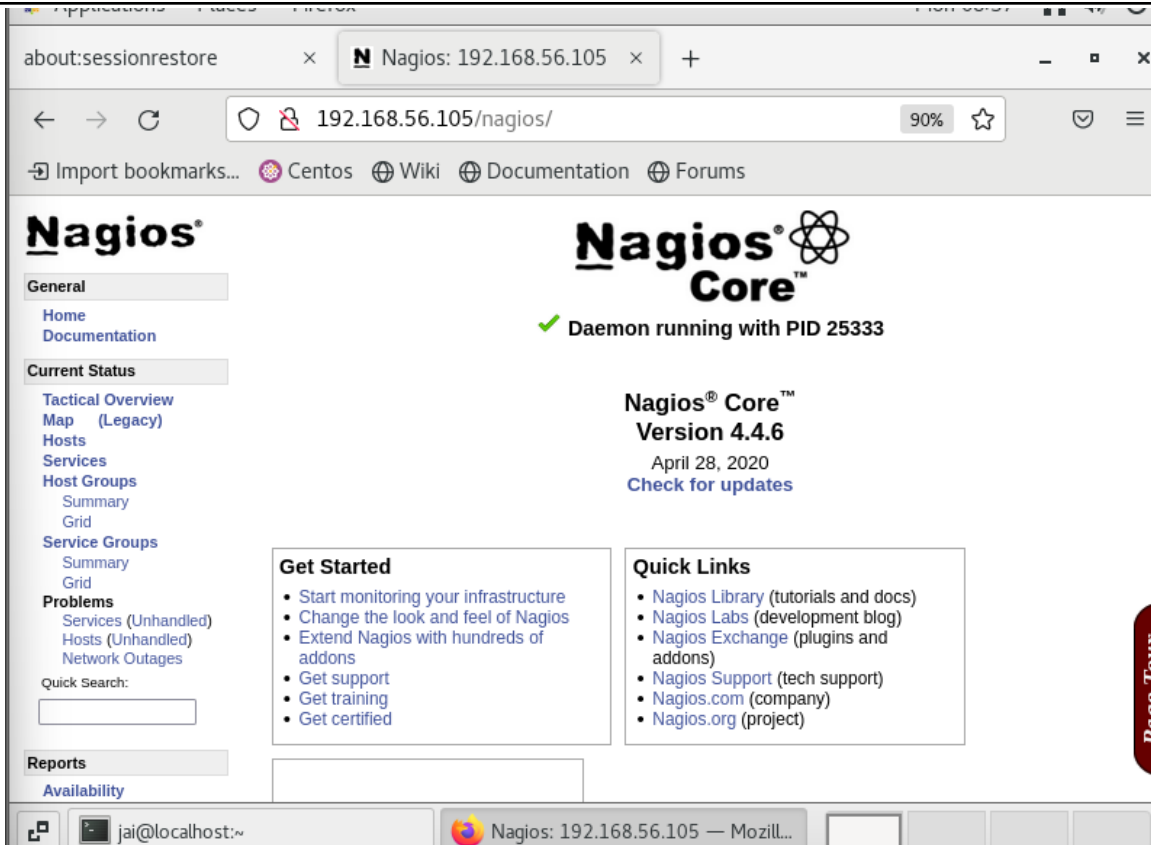 Applications Places Firefox
about:sessionrestore × N Nagios: 192.168.56.105 × +
192.168.56.105/nagios/ 90%
Import bookmarks... Centos Wiki Documentation Forums
Nagios®
General
Home
Documentation
Current Status
Tactical Overview
Map (Legacy)
Hosts
Services
Host Groups
Summary
Grid
Service Groups
Summary
Grid
Problems
Services (Unhandled)
Hosts (Unhandled)
Network Outages
Quick Search:
Reports
Availability
Nagios®
Core™
Daemon running with PID 25333
Nagios® Core™
Version 4.4.6
April 28, 2020
Check for updates
Get Started
• Start monitoring your infrastructure
• Change the look and feel of Nagios
• Extend Nagios with hundreds of
addons
• Get support
• Get training
• Get certified
Quick Links
• Nagios Library (tutorials and docs)
• Nagios Labs (development blog)
• Nagios Exchange (plugins and
addons)
• Nagios Support (tech support)
• Nagios.com (company)
• Nagios.org (project)
Page Tour
jai@localhost:~ Nagios: 192.168.56.105 — Mozill...